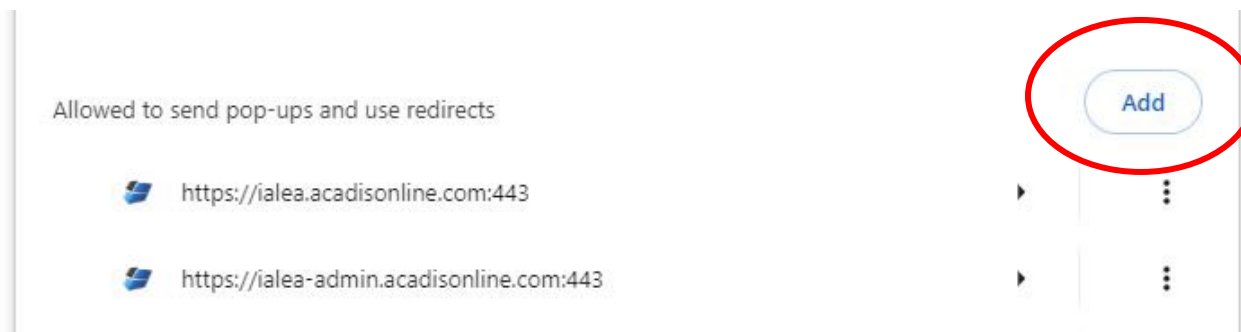 Allowed to send pop-ups and use redirects
Add
https://ialea.acadisonline.com:443
https://ialea-admin.acadisonline.com:443